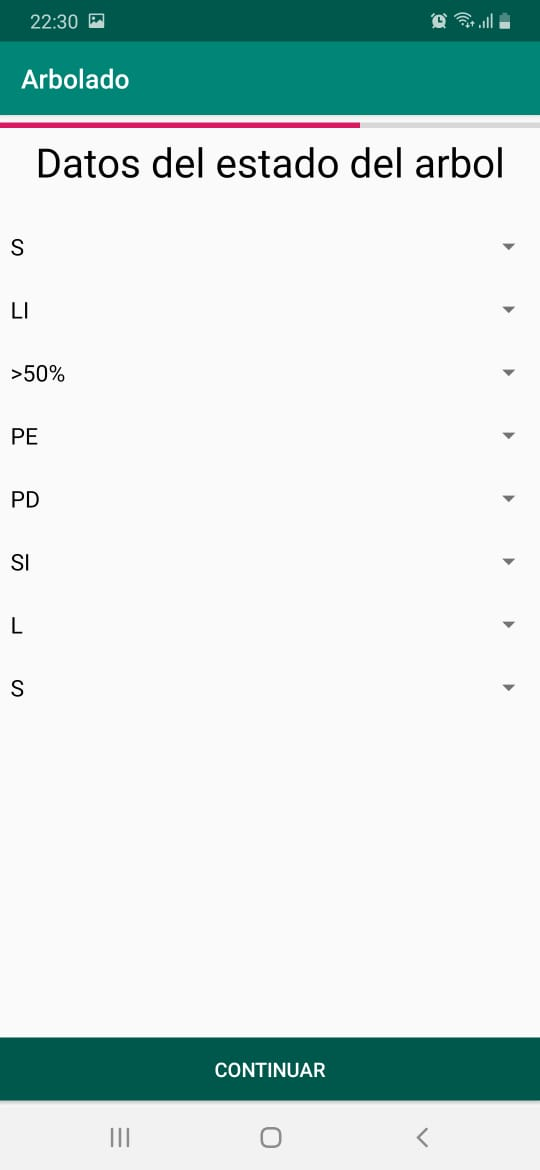 22:30
Arbolado
Datos del estado del arbol
S
LI
>50%
PE
PD
SI
L
S
CONTINUAR